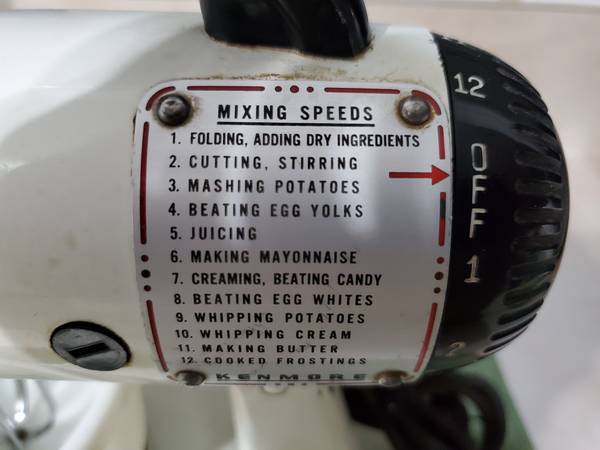 MIXING SPEEDS
1. FOLDING, ADDING DRY INGREDIENTS
2. CUTTING, STIRRING
3. MASHING POTATOES
4. BEATING EGG YOLKS
5. JUICING
6. MAKING MAYONNAISE
7. CREAMING, BEATING CANDY
8. BEATING EGG WHITES
9. WHIPPING POTATOES
10. WHIPPING CREAM
11. MAKING BUTTER
12. COOKED FROSTINGS
KENMORE
12
OFF
1
2